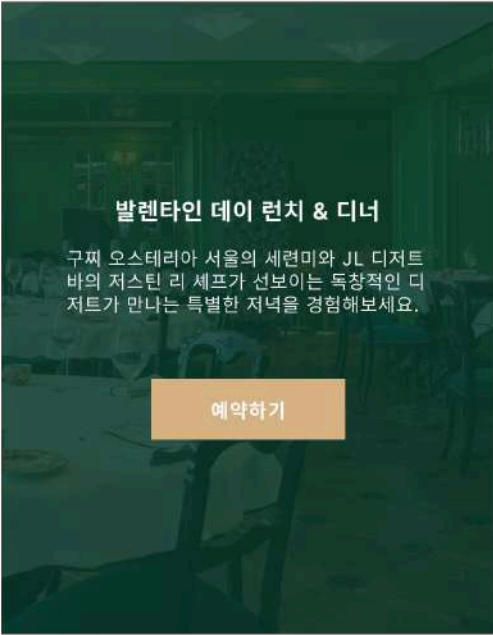 발렌타인 데이 런치 & 디너
구찌 오스테리아 서울의 세련미와 JL 디저트
바의 저스틴 리 셰프가 선보이는 독창적인 디
저트가 만나는 특별한 저녁을 경험해보세요.
예약하기